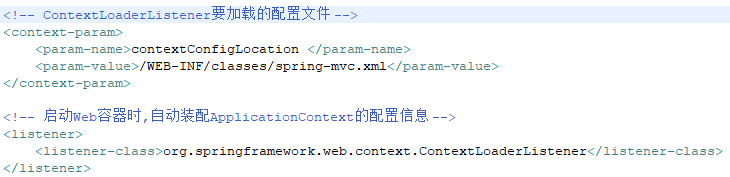 <!-- ContextLoaderListener要加载的配置文件 -->
<context-param>
    <param-name>contextConfigLocation </param-name>
    <param-value>/WEB-INF/classes/spring-mvc.xml</param-value>
</context-param>

<!-- 启动Web容器时,自动装配ApplicationContext的配置信息 -->
<listener>
    <listener-class>org.springframework.web.context.ContextLoaderListener</listener-class>
</listener>